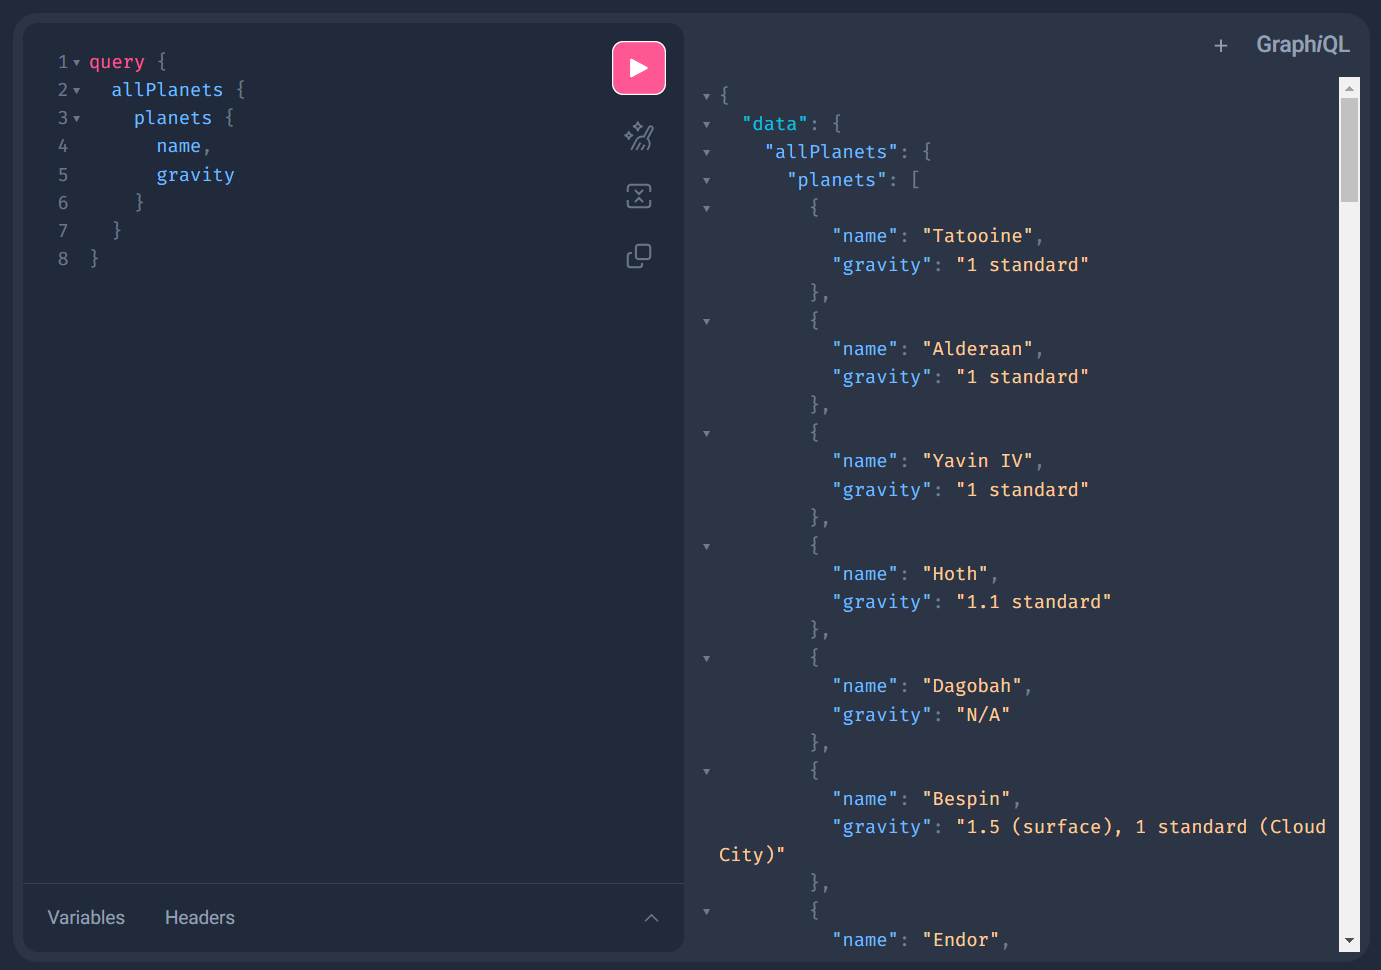 1 query {
2   allPlanets {
3     planets {
4       name,
5       gravity
6     }
7   }
8 }
Variables Headers
+ GraphiQL
{
  "data": {
    "allPlanets": {
      "planets": [
        {
          "name": "Tatooine",
          "gravity": "1 standard"
        },
        {
          "name": "Alderaan",
          "gravity": "1 standard"
        },
        {
          "name": "Yavin IV",
          "gravity": "1 standard"
        },
        {
          "name": "Hoth",
          "gravity": "1.1 standard"
        },
        {
          "name": "Dagobah",
          "gravity": "N/A"
        },
        {
          "name": "Bespin",
          "gravity": "1.5 (surface), 1 standard (Cloud
City)"
        },
        {
          "name": "Endor",